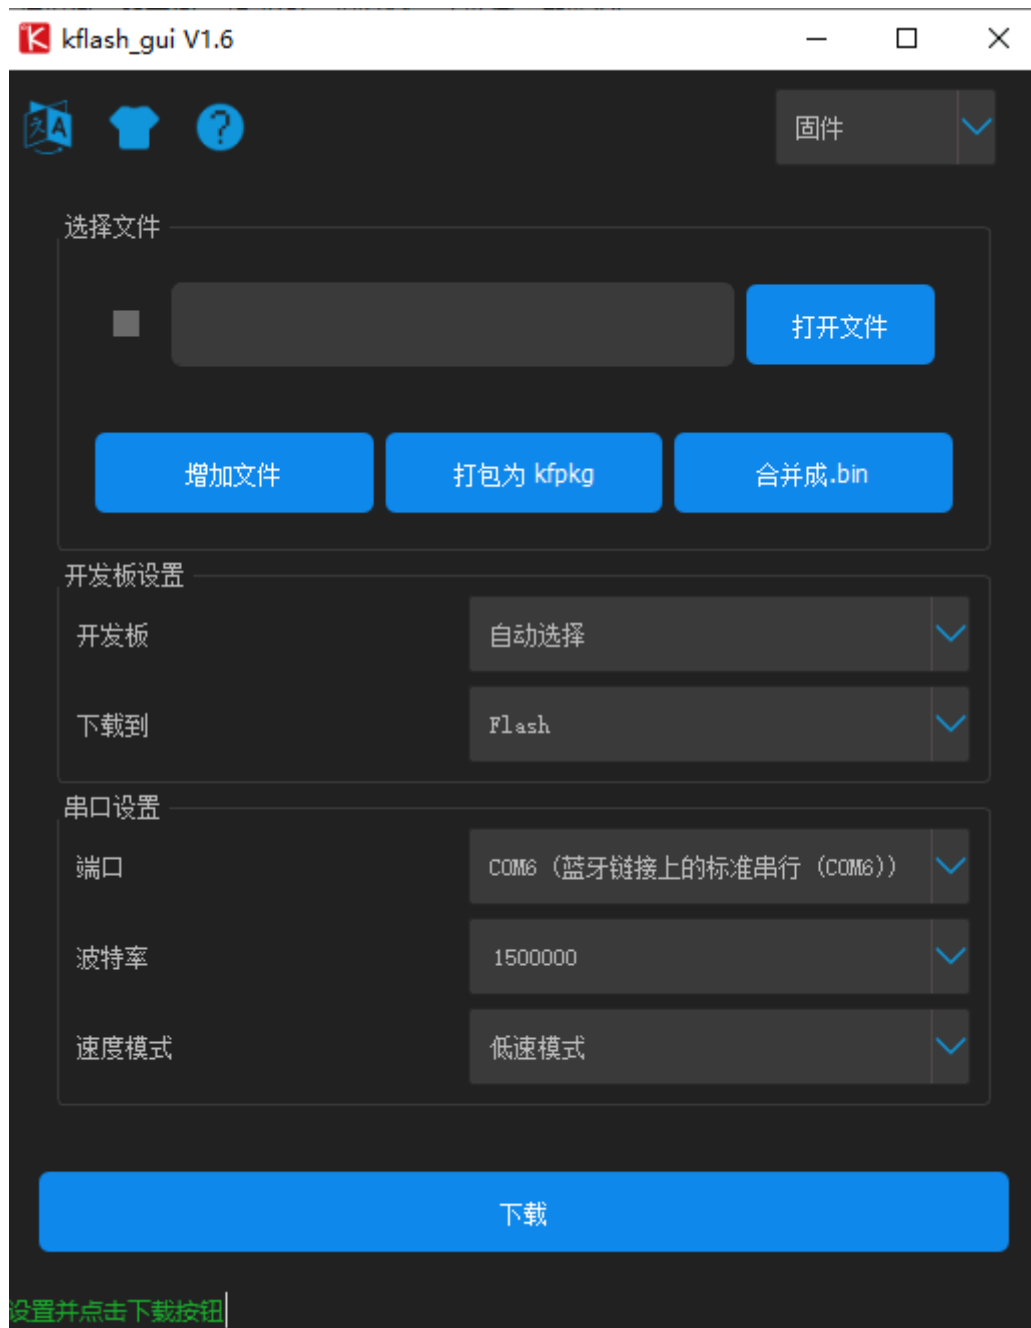 kflash_gui V1.6
固件
选择文件
打开文件
增加文件 打包为 kfpkg 合并成.bin
开发板设置
开发板 自动选择
下载到 Flash
串口设置
端口 COM6 (蓝牙链接上的标准串行 (COM6))
波特率 1500000
速度模式 低速模式
下载
设置并点击下载按钮